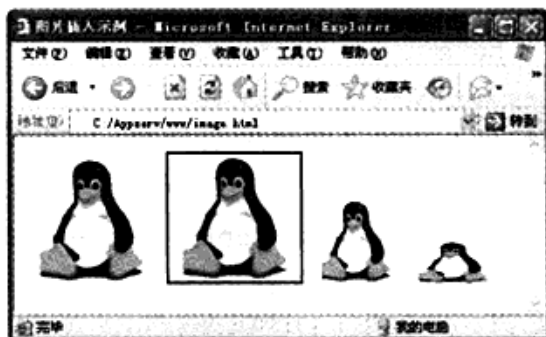 图片插入示例 - Microsoft Internet Explorer
文件(F) 编辑(E) 查看(V) 收藏(A) 工具(T) 帮助(H)
后退 搜索 收藏夹 »
地址(D) C /Appserv/www/image html 转到
完毕 我的电脑